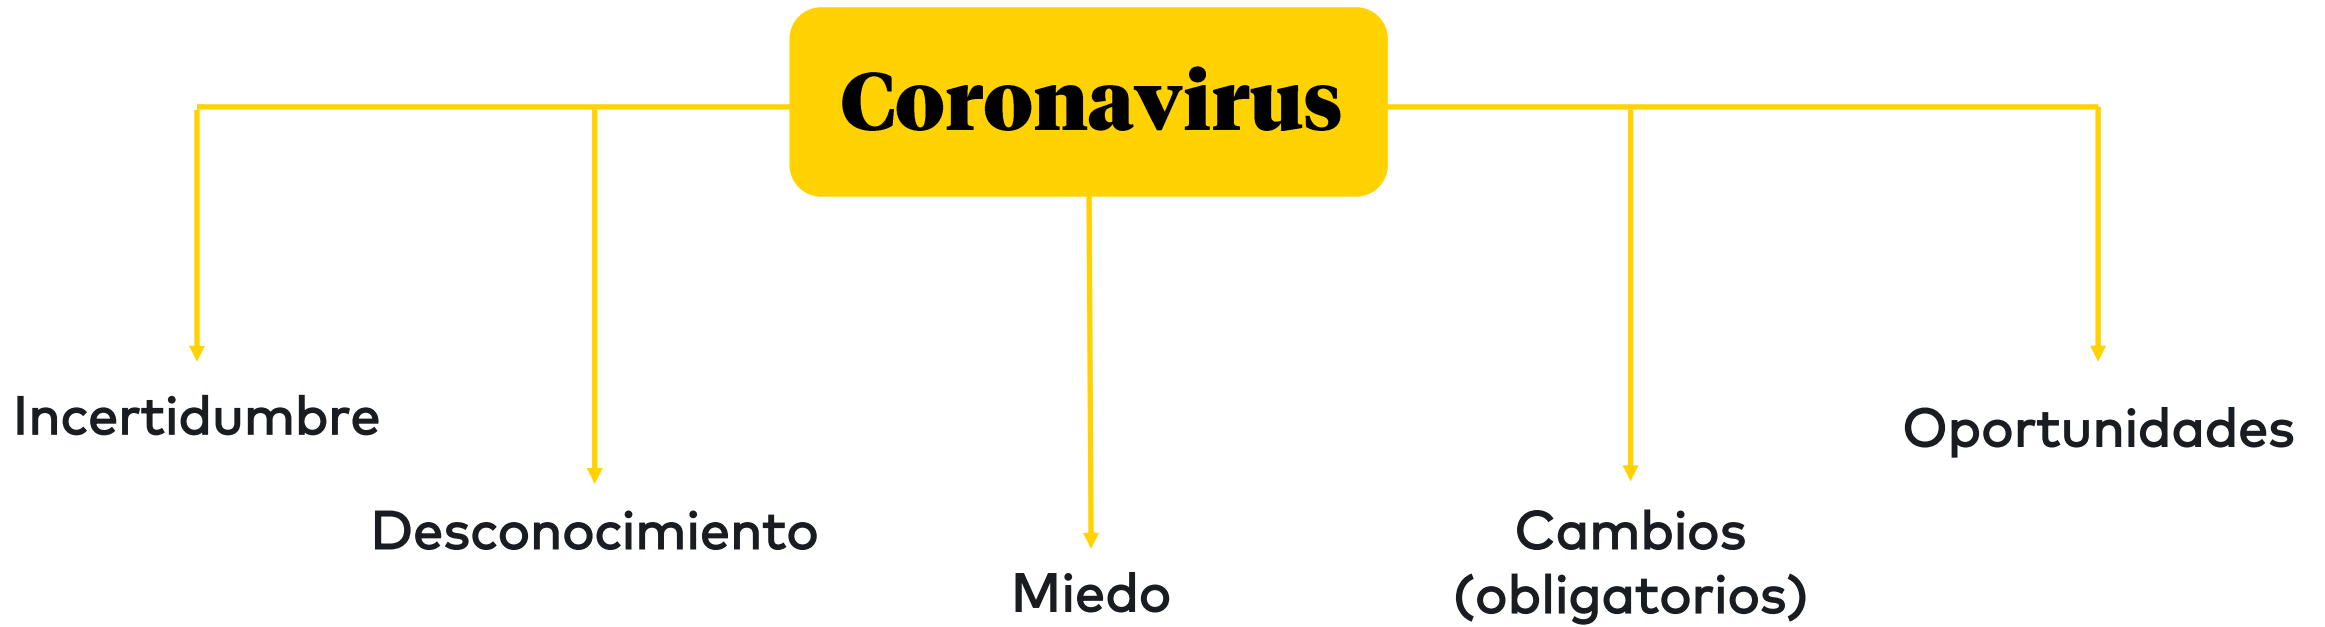 Coronavirus
Incertidumbre
Desconocimiento
Miedo
Cambios
(obligatorios)
Oportunidades